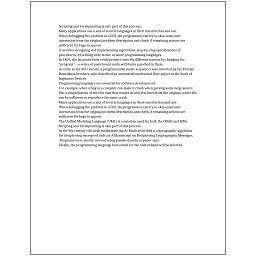 Scripting and breakpointing is also part of this process.
Many applications use a mix of several languages in their construction and use.
When debugging the problem in a GUI, the programmer can try to skip some user
interaction from the original problem description and check if remaining actions are
sufficient for bugs to appear.
It involves designing and implementing algorithms, step-by-step specifications of
procedures, by writing code in one or more programming languages.
In 1801, the Jacquard loom could produce entirely different weaves by changing the
"program" - a series of pasteboard cards with holes punched in them.
As early as the 9th century, a programmable music sequencer was invented by the Persian
Banu Musa brothers, who described an automated mechanical flute player in the Book of
Ingenious Devices.
Programming languages are essential for software development.
For example, when a bug in a compiler can make it crash when parsing some large source
file, a simplification of the test case that results in only few lines from the original source file
can be sufficient to reproduce the same crash.
Many applications use a mix of several languages in their construction and use.
When debugging the problem in a GUI, the programmer can try to skip some user
interaction from the original problem description and check if remaining actions are
sufficient for bugs to appear.
The Unified Modeling Language (UML) is a notation used for both the OOAD and MDA.
Scripting and breakpointing is also part of this process.
In the 9th century, the Arab mathematician Al-Kindi described a cryptographic algorithm
for deciphering encrypted code, in A Manuscript on Deciphering Cryptographic Messages.
Programs were mostly entered using punched cards or paper tape.
Ideally, the programming language best suited for the task at hand will be selected.